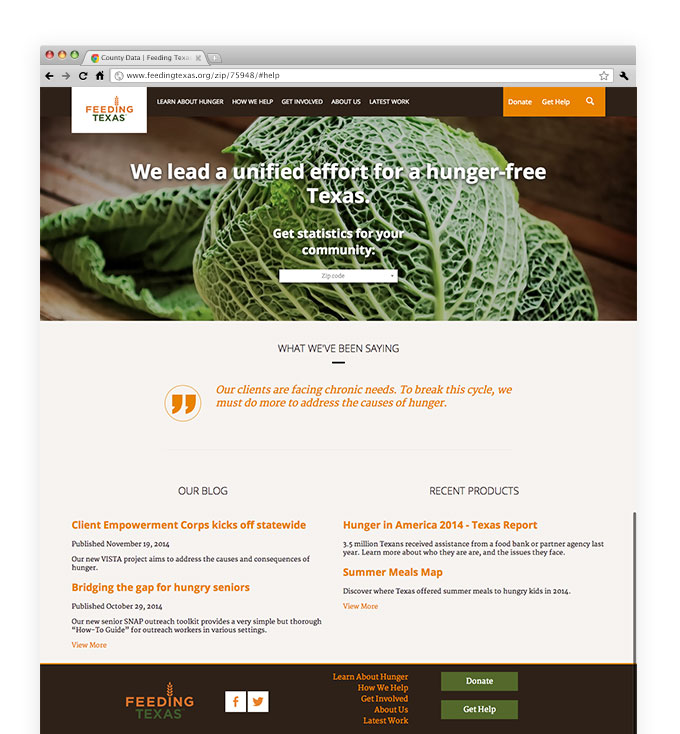 County Data | Feeding Texas
www.feedingtexas.org/zip/75948/#help
FEEDING
TEXAS
LEARN ABOUT HUNGER HOW WE HELP GET INVOLVED ABOUT US LATEST WORK
Donate Get Help
We lead a unified effort for a hunger-free
Texas.
Get statistics for your
community:
Zip code
WHAT WE'VE BEEN SAYING
Our clients are facing chronic needs. To break this cycle, we
must do more to address the causes of hunger.
OUR BLOG
Client Empowerment Corps kicks off statewide
Published November 19, 2014
Our new VISTA project aims to address the causes and consequences of
hunger.
Bridging the gap for hungry seniors
Published October 29, 2014
Our new senior SNAP outreach toolkit provides a very simple but thorough
“How-To Guide” for outreach workers in various settings.
View More
RECENT PRODUCTS
Hunger in America 2014 - Texas Report
3.5 million Texans received assistance from a food bank or partner agency last
year. Learn more about who they are are, and the issues they face.
Summer Meals Map
Discover where Texas offered summer meals to hungry kids in 2014.
View More
FEEDING
TEXAS
Learn About Hunger
How We Help
Get Involved
About Us
Latest Work
Donate
Get Help